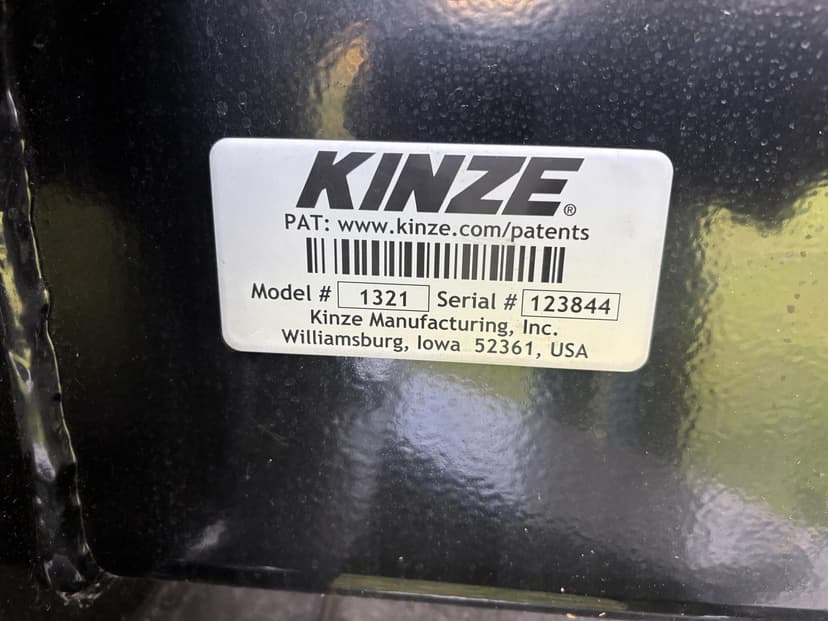 KINZE®
PAT: www.kinze.com/patents
Model # 1321 Serial # 123844
Kinze Manufacturing, Inc.
Williamsburg, Iowa 52361, USA